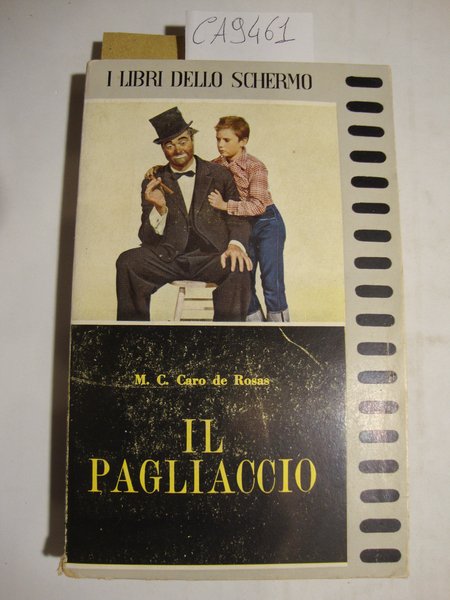 CA9461
I LIBRI DELLO SCHERMO
M. C. Caro de Rosas
IL
PAGLIACCIO